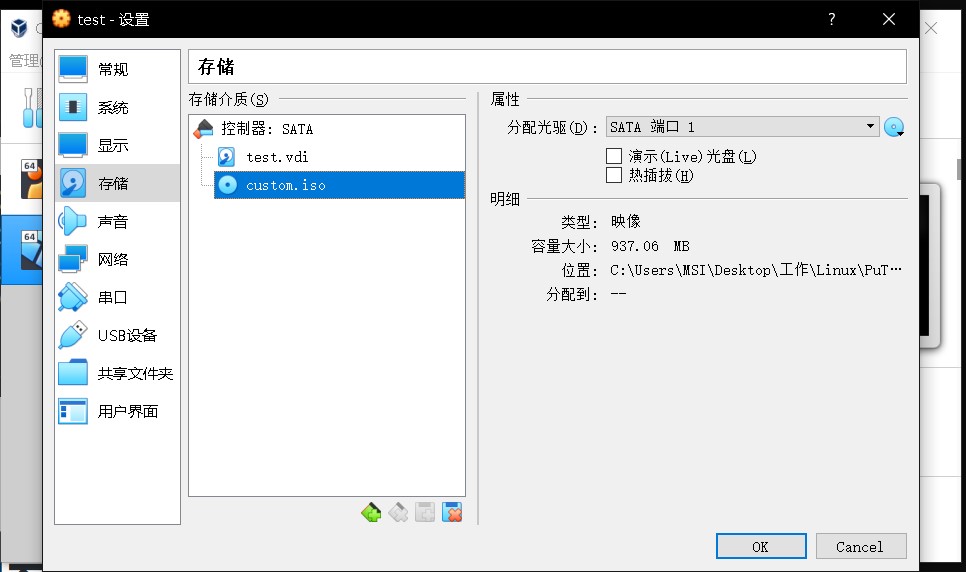 test - 设置
?
管理(
64
64
常规
系统
显示
存储
声音
网络
串口
USB设备
共享文件夹
用户界面
存储
存储介质(S)
控制器: SATA
test.vdi
custom.iso
属性
分配光驱(D): SATA 端口 1
演示(Live)光盘(L)
热插拔(H)
明细
类型: 映像
容量大小: 937.06 MB
位置: C:\Users\MSI\Desktop\工作\Linux\PuT…
分配到: --
OK
Cancel